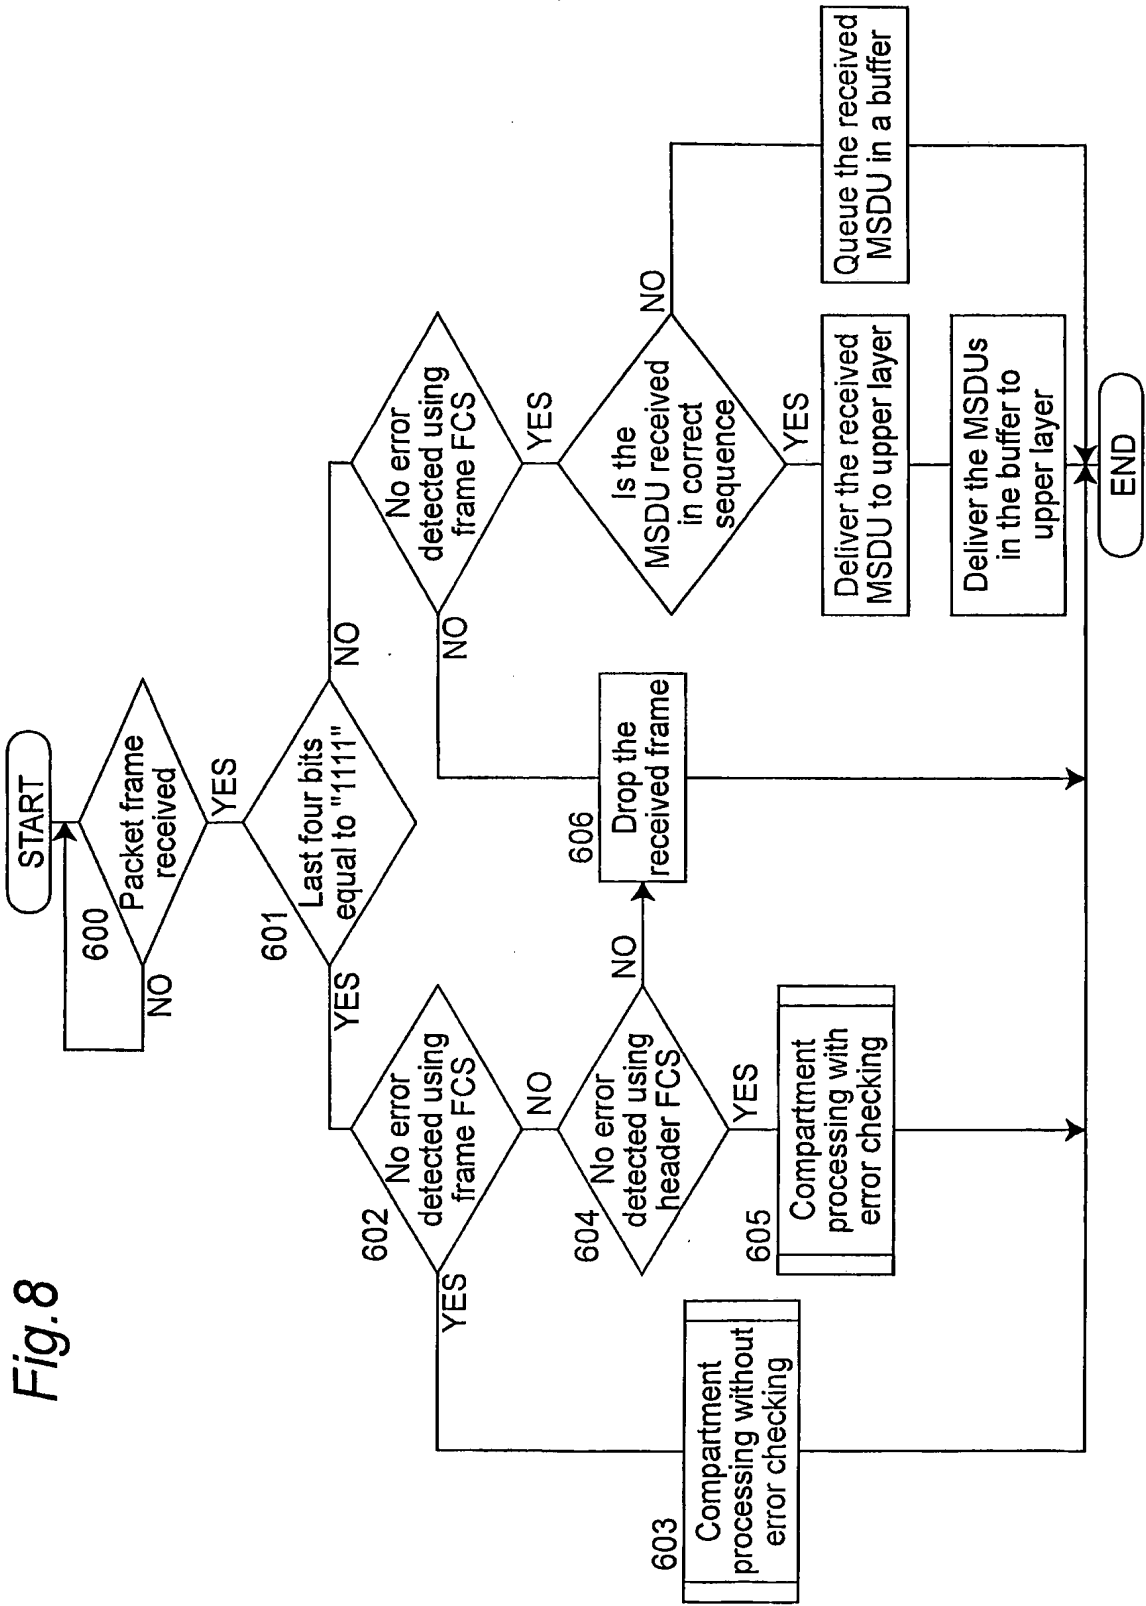 Fig.8
START
600
Packet frame
received
NO
YES
601
Last four bits
equal to "1111"
YES
NO
602
No error
detected using
frame FCS
YES
NO
No error
detected using
frame FCS
NO
YES
604
No error
detected using
header FCS
NO
YES
606
Drop the
received frame
Is the
MSDU received
in correct
sequence
NO
YES
603
Compartment
processing without
error checking
605
Compartment
processing with
error checking
Deliver the received
MSDU to upper layer
Queue the received
MSDU in a buffer
Deliver the MSDUs
in the buffer to
upper layer
END